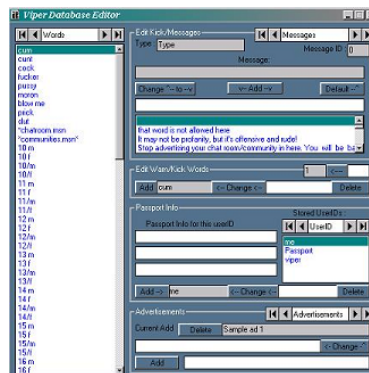 Viper Database Editor
Words
cum
cunt
cock
fucker
pussy
moron
blow me
prick
slut
*chatroom.msn
*communities.msn*
10 m
10 f
10/m
10/f
11 m
11 f
11/m
11/f
12 m
12 f
12/m
12/f
13 m
13 f
13/m
13/f
14 m
14 f
14/m
14/f
15 m
15 f
15/m
15/f
16 m
16 f
Edit Kick/Messages
Messages
Type :
Type
Message ID :
0
Message:
Change ^-- to --v
v-- Add --v
Default --^
that word is not allowed here
It may not be profanity, but it's offensive and rude!
Stop advertising your chat room/community in here. You will be ba
Edit Warn/Kick Words
1
<---
Add
cum
<-- Change <--
Delete
Passport Info
Passport Info for this userID
Stored UserIDs :
UserID
me
Passport
viper
Add -->
me
<-- Change <--
Delete
Advertisements
Advertisements
Current Add
Delete
Sample ad 1
<-- Change -^
Add